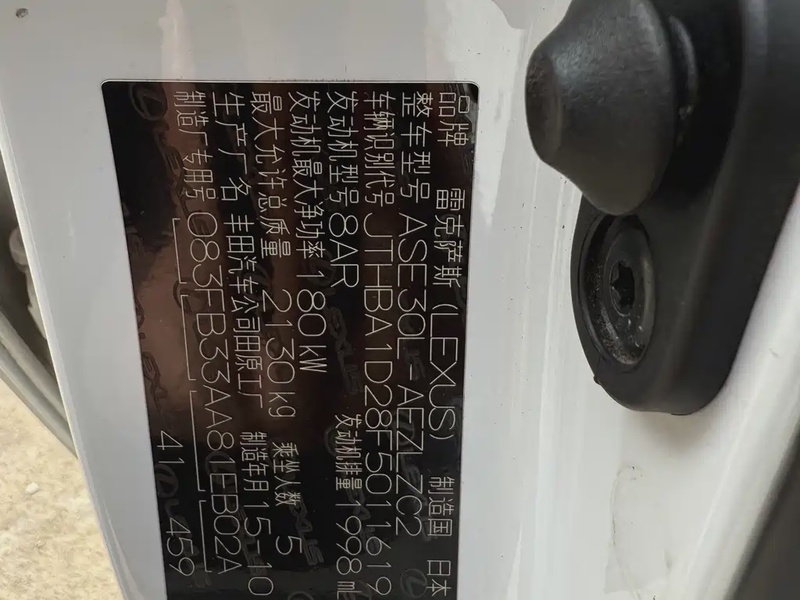 品牌 雷克萨斯(LEXUS) 制造国 日本
整车型号 ASE30L-AEZLZC2
车辆识别代号 JTHBA1D28F5011619
发动机型号 8AR 发动机排量 1998 mL
发动机最大净功率 180 kW
最大允许总质量 2130 kg 乘坐人数 5
生产厂名 丰田汽车公司田原工厂 制造年月 15-10
制造厂专用号 083FB33AA84EB02A
41 459